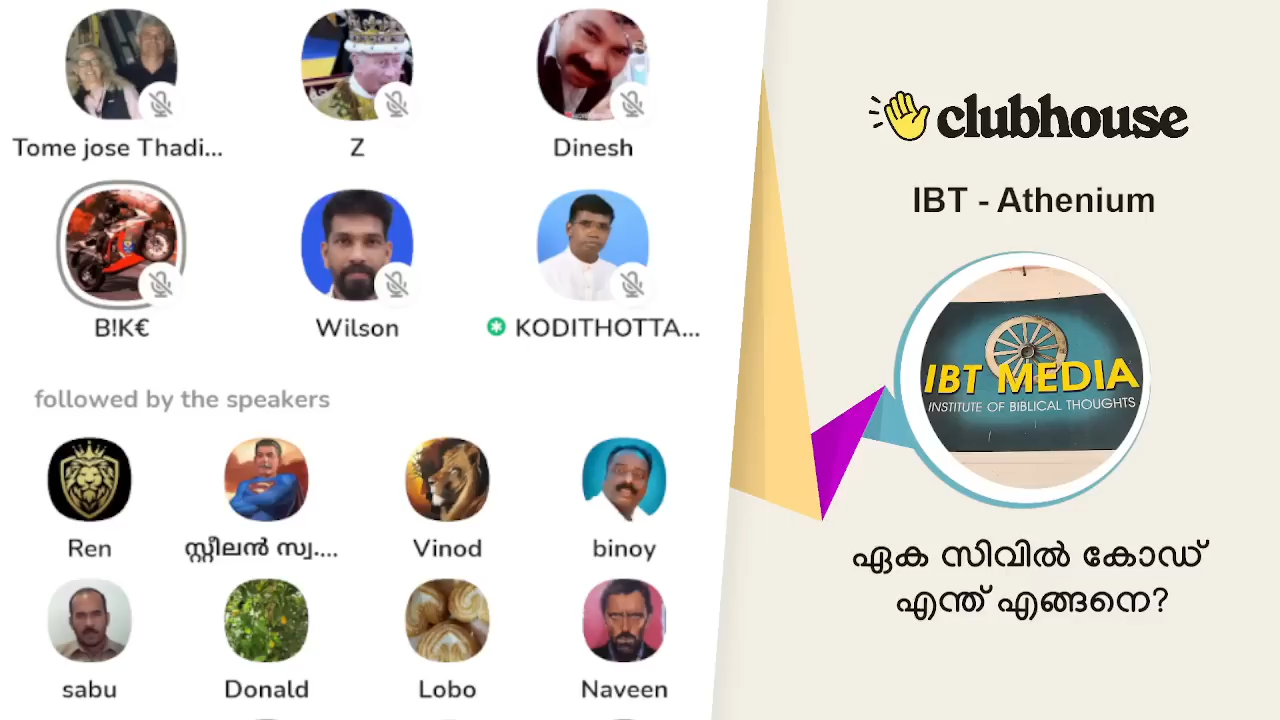 Tome jose Thadi...
Z
Dinesh
B!K€
Wilson
KODITHOTTA...
followed by the speakers
Ren
സ്റ്റീലൻ സ്വ....
Vinod
binoy
sabu
Donald
Lobo
Naveen
clubhouse
IBT - Athenium
IBT MEDIA
INSTITUTE OF BIBLICAL THOUGHTS
ഏക സിവിൽ കോഡ്
എന്ത് എങ്ങനെ?